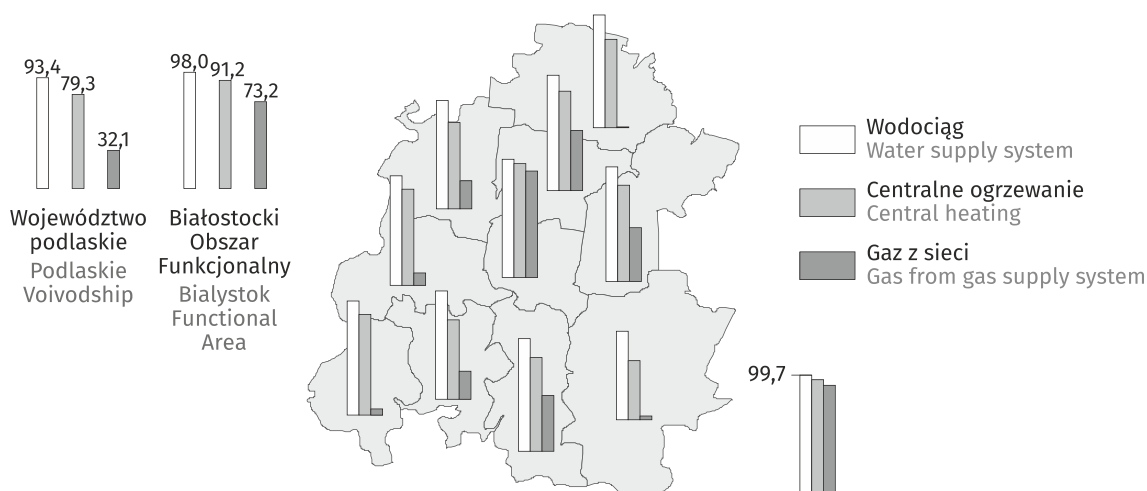 93,4
79,3
32,1
Województwo
podlaskie
Podlaskie
Voivodship
98,0
91,2
73,2
Białostocki
Obszar
Funkcjonalny
Bialystok
Functional
Area
Wodociąg
Water supply system
Centralne ogrzewanie
Central heating
Gaz z sieci
Gas from gas supply system
99,7